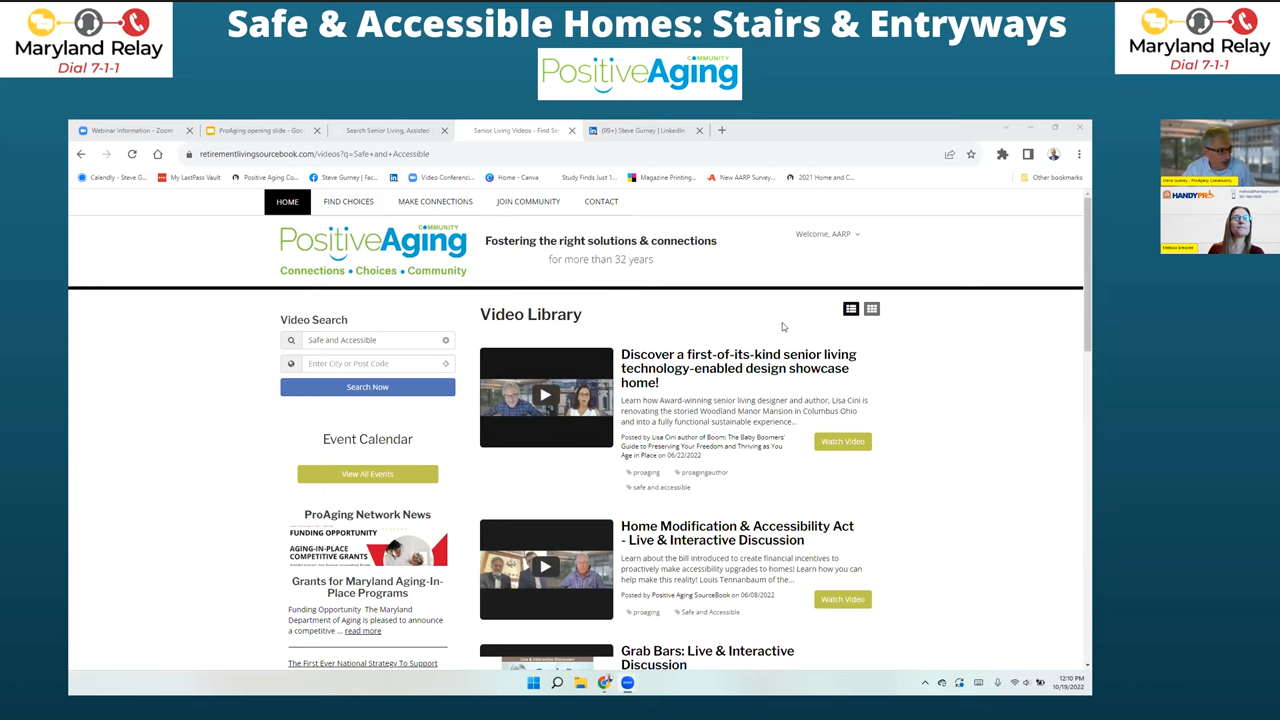 Safe & Accessible Homes: Stairs & Entryways
Maryland Relay
Dial 7-1-1
PositiveAging
COMMUNITY
Maryland Relay
Dial 7-1-1
Webinar Information - Zoom
ProAging opening slide - Goo
Search Senior Living, Assisted
Senior Living Videos - Find Se
(99+) Steve Gurney | LinkedIn
retirementlivingsourcebook.com/videos?q=Safe+and+Accessible
Calendly - Steve G...
My LastPass Vault
Positive Aging Co...
Steve Gurney | Fac...
Video Conferenci...
Home - Canva
Study Finds Just 1...
Magazine Printing...
New AARP Survey...
2021 Home and C...
Other bookmarks
HOME
FIND CHOICES
MAKE CONNECTIONS
JOIN COMMUNITY
CONTACT
PositiveAging
COMMUNITY
Connections • Choices • Community
Fostering the right solutions & connections
for more than 32 years
Welcome, AARP
Video Search
Safe and Accessible
Enter City or Post Code
Search Now
Event Calendar
View All Events
ProAging Network News
FUNDING OPPORTUNITY
AGING-IN-PLACE
COMPETITIVE GRANTS
Grants for Maryland Aging-In-
Place Programs
Funding Opportunity The Maryland
Department of Aging is pleased to announce
a competitive ... read more
The First Ever National Strategy To Support
Video Library
Discover a first-of-its-kind senior living
technology-enabled design showcase
home!
Learn how Award-winning senior living designer and author, Lisa Cini is
renovating the storied Woodland Manor Mansion in Columbus Ohio
and into a fully functional sustainable experience...
Posted by Lisa Cini author of Boom: The Baby Boomers'
Guide to Preserving Your Freedom and Thriving as You
Age in Place on 06/22/2022
Watch Video
proaging
proagingauthor
safe and accessible
Home Modification & Accessibility Act
- Live & Interactive Discussion
Learn about the bill introduced to create financial incentives to
proactively make accessibility upgrades to homes! Learn how you can
help make this reality! Louis Tennanbaum of the...
Posted by Positive Aging SourceBook on 06/08/2022
Watch Video
proaging
Safe and Accessible
Grab Bars: Live & Interactive
Discussion
Live & Interactive Discussion
12:10 PM
10/19/2022
HANDYPRO